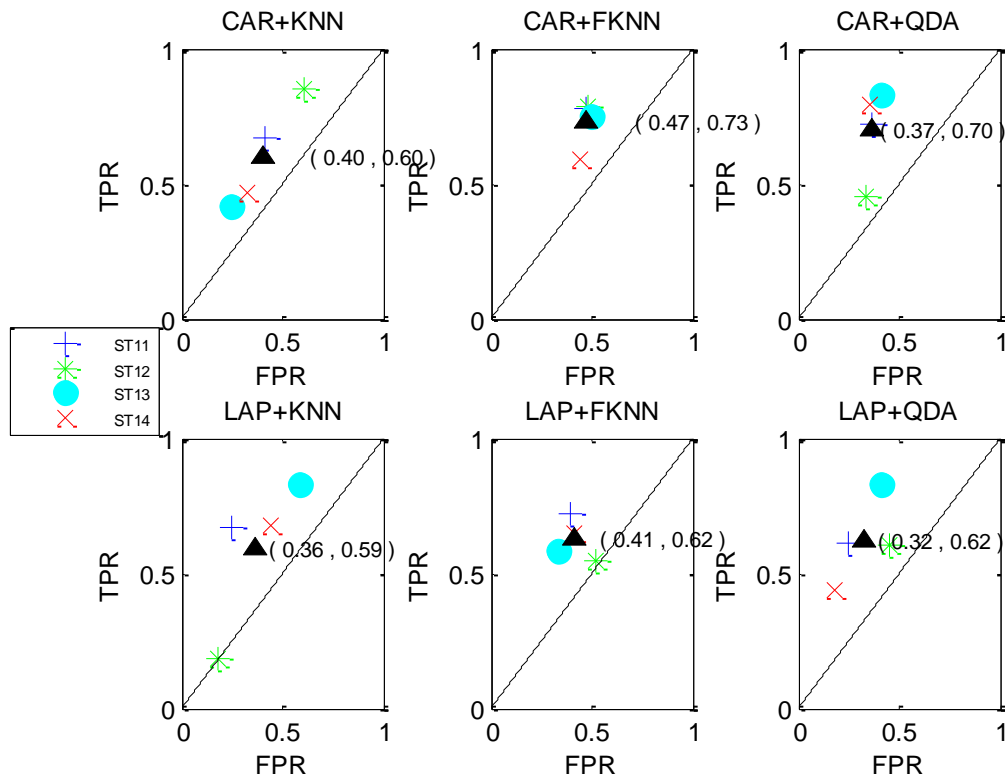 CAR+KNN
1
0.5
0
0 0.5 1
TPR
FPR
( 0.40 , 0.60 )
CAR+FKNN
1
0.5
0
0 0.5 1
TPR
FPR
( 0.47 , 0.73 )
CAR+QDA
1
0.5
0
0 0.5 1
TPR
FPR
( 0.37 , 0.70 )
ST11
ST12
ST13
ST14
LAP+KNN
1
0.5
0
0 0.5 1
TPR
FPR
( 0.36 , 0.59 )
LAP+FKNN
1
0.5
0
0 0.5 1
TPR
FPR
( 0.41 , 0.62 )
LAP+QDA
1
0.5
0
0 0.5 1
TPR
FPR
( 0.32 , 0.62 )